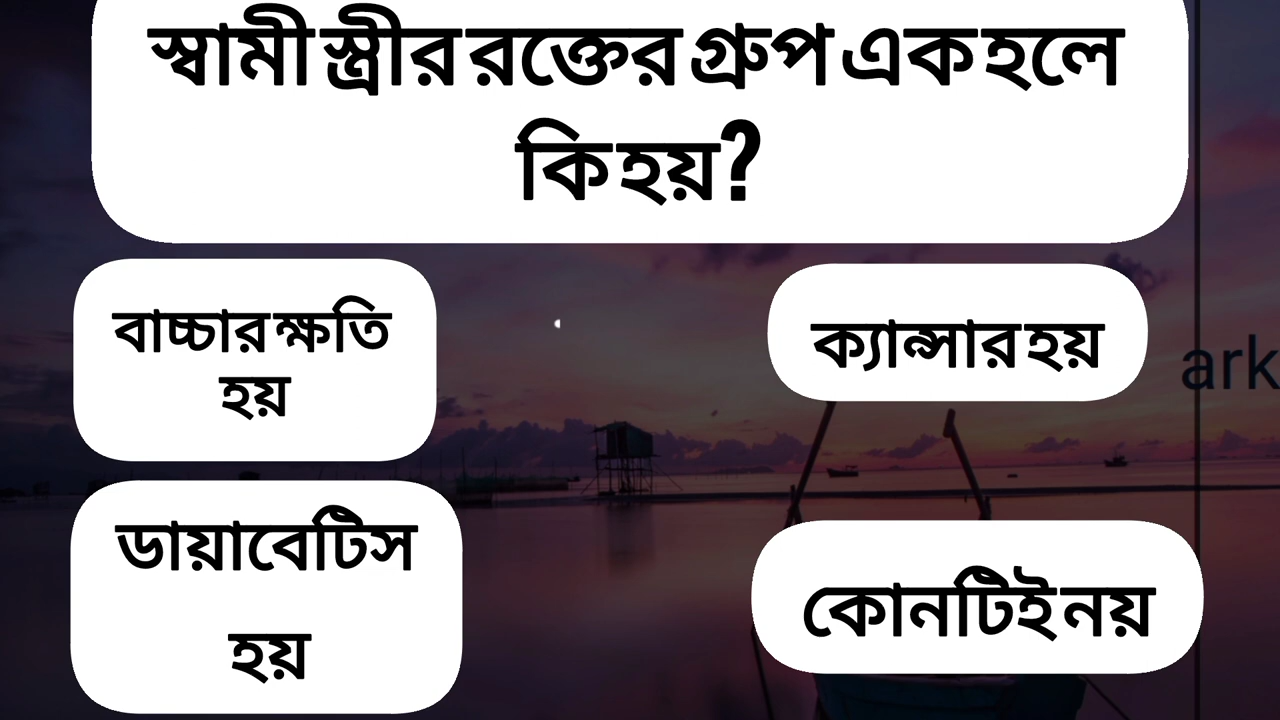 স্বামী স্ত্রীর রক্তের গ্রুপ এক হলে
কি হয়?
বাচ্চার ক্ষতি
হয়
ক্যান্সার হয়
ark
ডায়াবেটিস
হয়
কোনটিই নয়